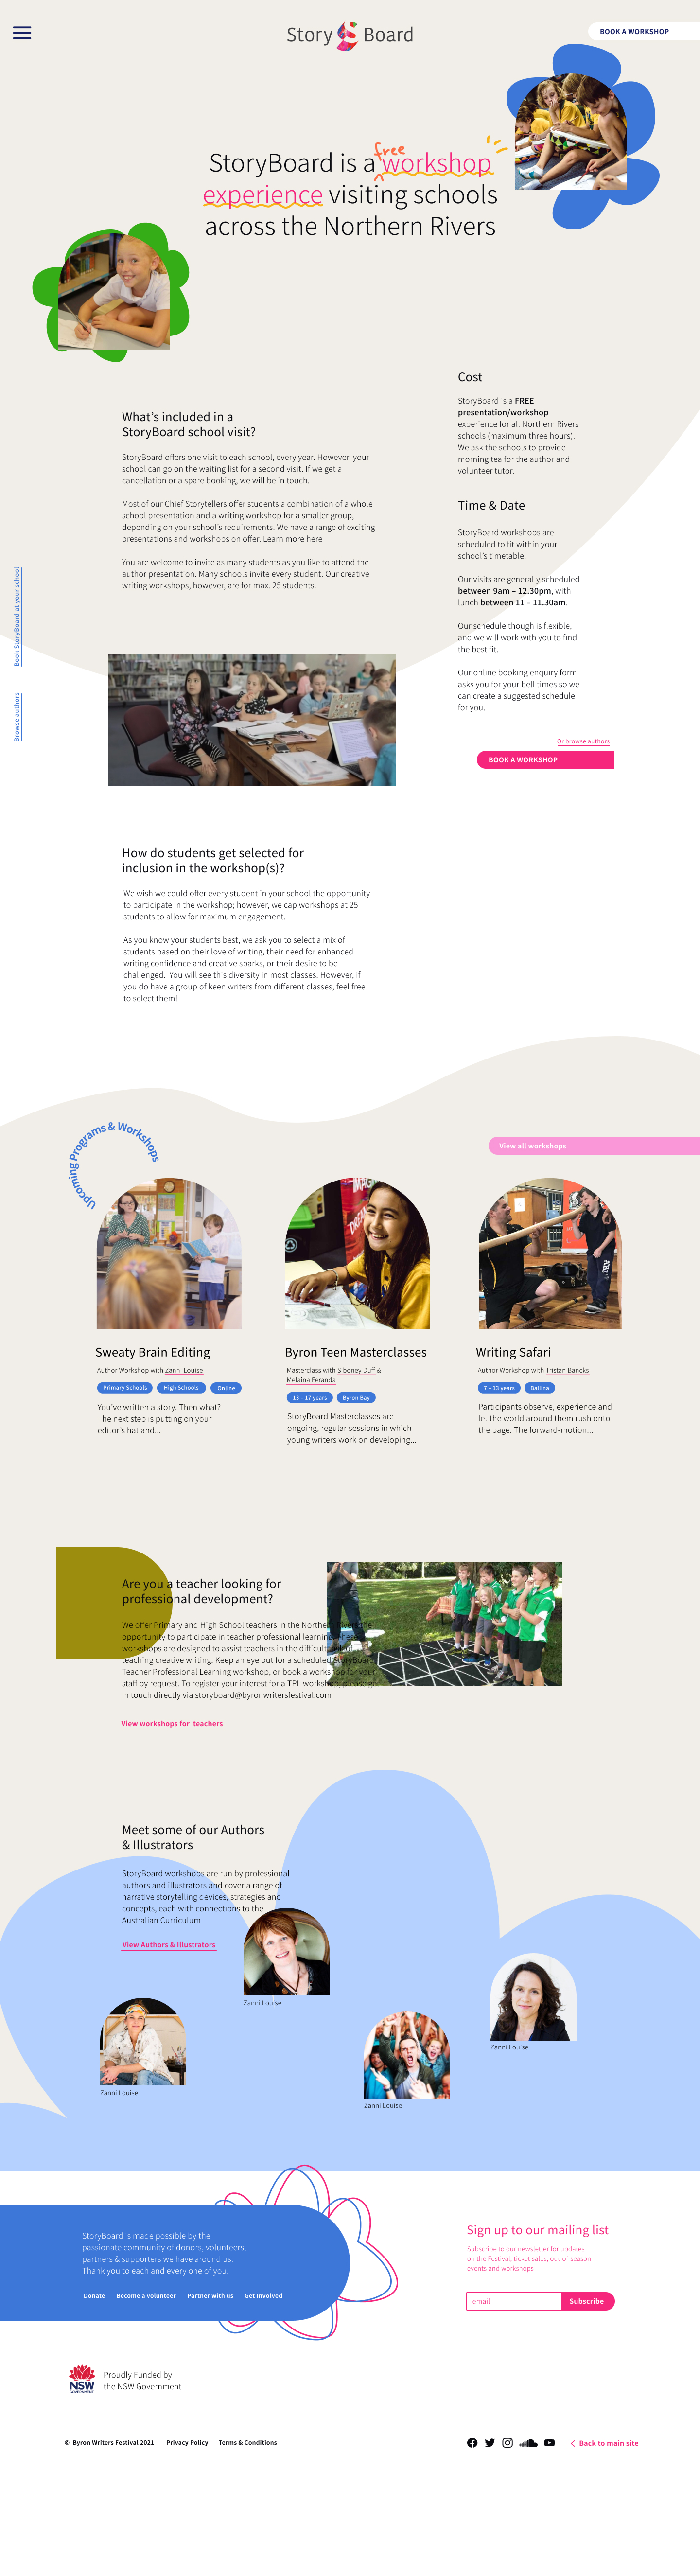 Story Board
BOOK A WORKSHOP
free
StoryBoard is a workshop
experience visiting schools
across the Northern Rivers
What's included in a
StoryBoard school visit?
StoryBoard offers one visit to each school, every year. However, your
school can go on the waiting list for a second visit. If we get a
cancellation or a spare booking, we will be in touch.
Most of our Chief Storytellers offer students a combination of a whole
school presentation and a writing workshop for a smaller group,
depending on your school's requirements. We have a range of exciting
presentations and workshops on offer. Learn more here
You are welcome to invite as many students as you like to attend the
author presentation. Many schools invite every student. Our creative
writing workshops, however, are for max. 25 students.
Cost
StoryBoard is a FREE
presentation/workshop
experience for all Northern Rivers
schools (maximum three hours).
We ask the schools to provide
morning tea for the author and
volunteer tutor.
Time & Date
StoryBoard workshops are
scheduled to fit within your
school's timetable.
Our visits are generally scheduled
between 9am – 12.30pm, with
lunch between 11 – 11.30am.
Our schedule though is flexible,
and we will work with you to find
the best fit.
Our online booking enquiry form
asks you for your bell times so we
can create a suggested schedule
for you.
Or browse authors
BOOK A WORKSHOP
Book StoryBoard at your school
Browse authors
How do students get selected for
inclusion in the workshop(s)?
We wish we could offer every student in your school the opportunity
to participate in the workshop; however, we cap workshops at 25
students to allow for maximum engagement.
As you know your students best, we ask you to select a mix of
students based on their love of writing, their need for enhanced
writing confidence and creative sparks, or their desire to be
challenged. You will see this diversity in most classes. However, if
you do have a group of keen writers from different classes, feel free
to select them!
Upcoming Programs & Workshops
View all workshops
Sweaty Brain Editing
Author Workshop with Zanni Louise
Primary Schools
High Schools
Online
You've written a story. Then what?
The next step is putting on your
editor's hat and...
Byron Teen Masterclasses
Masterclass with Siboney Duff &
Melaina Feranda
13 – 17 years
Byron Bay
StoryBoard Masterclasses are
ongoing, regular sessions in which
young writers work on developing...
Writing Safari
Author Workshop with Tristan Bancks
7 – 13 years
Ballina
Participants observe, experience and
let the world around them rush onto
the page. The forward-motion...
Are you a teacher looking for
professional development?
We offer Primary and High School teachers in the Northern Rivers the
opportunity to participate in teacher professional learning. These
workshops are designed to assist teachers in the difficult task of
teaching creative writing. Keep an eye out for a scheduled StoryBoard
Teacher Professional Learning workshop, or book a workshop for your
staff by request. To register your interest for a TPL workshop, please get
in touch directly via storyboard@byronwritersfestival.com
View workshops for teachers
Meet some of our Authors
& Illustrators
StoryBoard workshops are run by professional
authors and illustrators and cover a range of
narrative storytelling devices, strategies and
concepts, each with connections to the
Australian Curriculum
View Authors & Illustrators
Zanni Louise
Zanni Louise
Zanni Louise
Zanni Louise
StoryBoard is made possible by the
passionate community of donors, volunteers,
partners & supporters we have around us.
Thank you to each and every one of you.
Donate Become a volunteer Partner with us Get Involved
Sign up to our mailing list
Subscribe to our newsletter for updates
on the Festival, ticket sales, out-of-season
events and workshops
email
Subscribe
NSW
GOVERNMENT
Proudly Funded by
the NSW Government
© Byron Writers Festival 2021 Privacy Policy Terms & Conditions
Back to main site